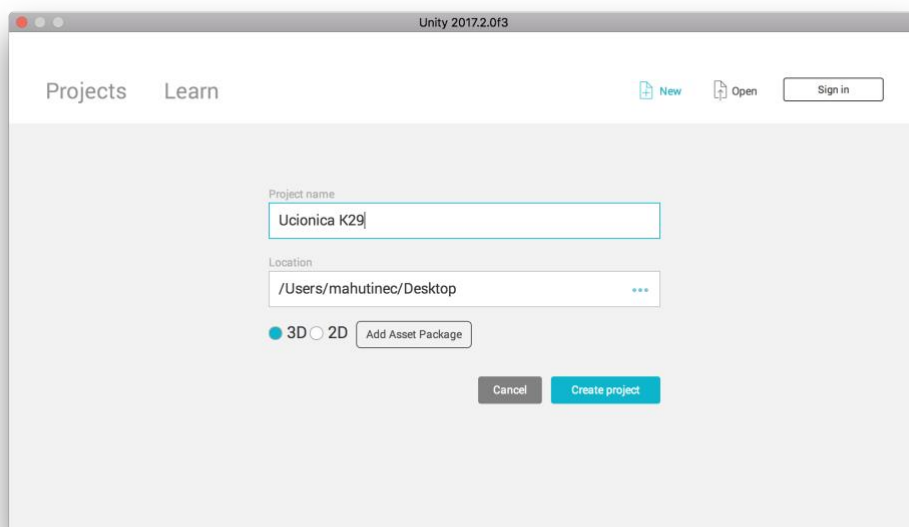 Unity 2017.2.0f3
Projects Learn New Open Sign in
Project name
Ucionica K29
Location
/Users/mahutinec/Desktop
3D 2D Add Asset Package
Cancel Create project